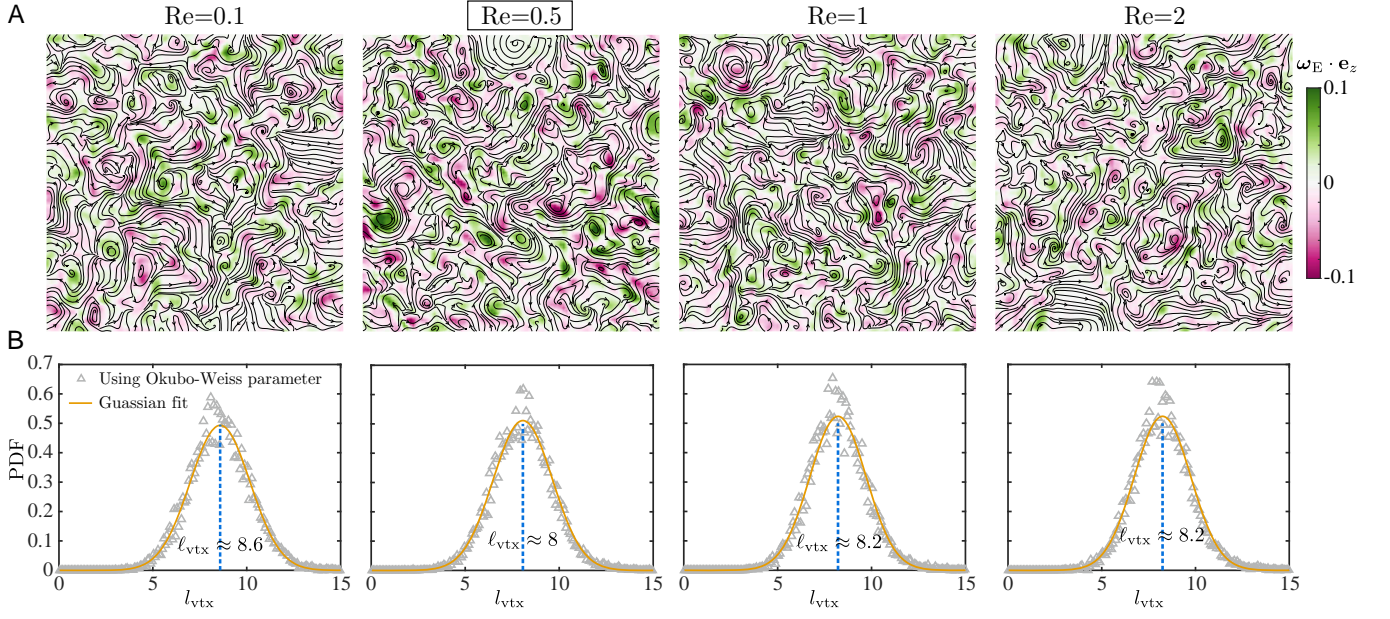 A
Re=0.1 Re=0.5 Re=1 Re=2
ω_E · e_z
0.1
0
-0.1
B
0.7
0.6
0.5
0.4
0.3
0.2
0.1
0
PDF
Using Okubo-Weiss parameter
Guassian fit
ℓ_vtx ≈ 8.6
ℓ_vtx ≈ 8
ℓ_vtx ≈ 8.2
ℓ_vtx ≈ 8.2
0 5 10 15 5 10 15 5 10 15 5 10 15
l_vtx l_vtx l_vtx l_vtx